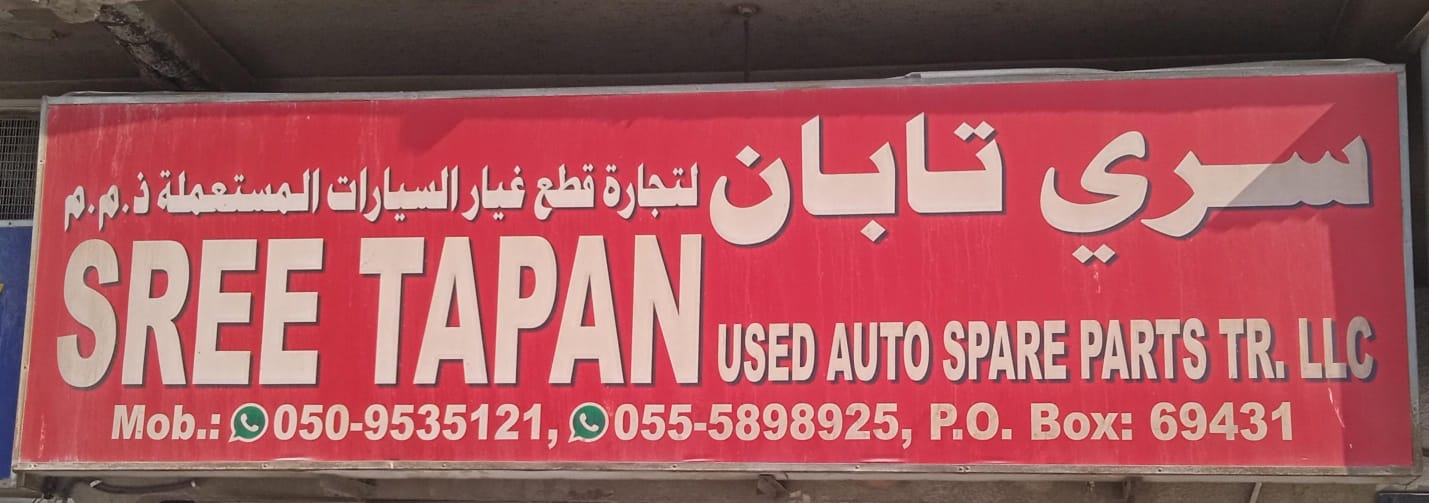 سري تابان لتجارة قطع غيار السيارات المستعملة ذ.م.م
SREE TAPAN USED AUTO SPARE PARTS TR. LLC
Mob.: 050-9535121, 055-5898925, P.O. Box: 69431